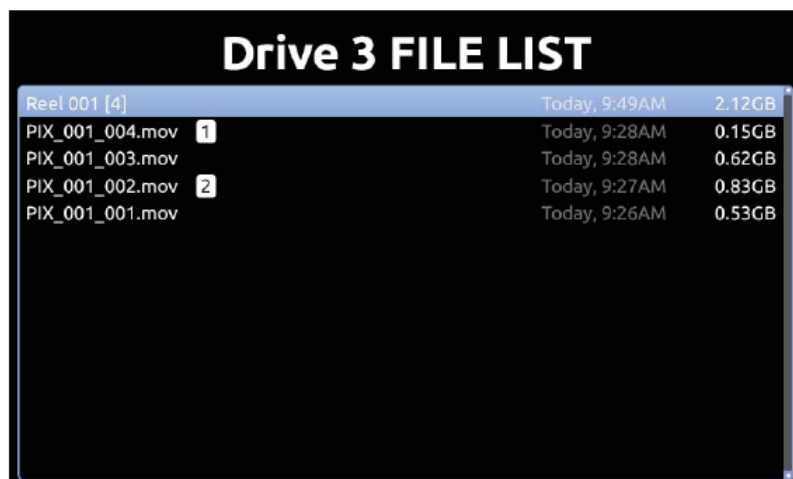 Drive 3 FILE LIST
Reel 001 [4] Today, 9:49AM 2.12GB
PIX_001_004.mov 1 Today, 9:28AM 0.15GB
PIX_001_003.mov Today, 9:28AM 0.62GB
PIX_001_002.mov 2 Today, 9:27AM 0.83GB
PIX_001_001.mov Today, 9:26AM 0.53GB